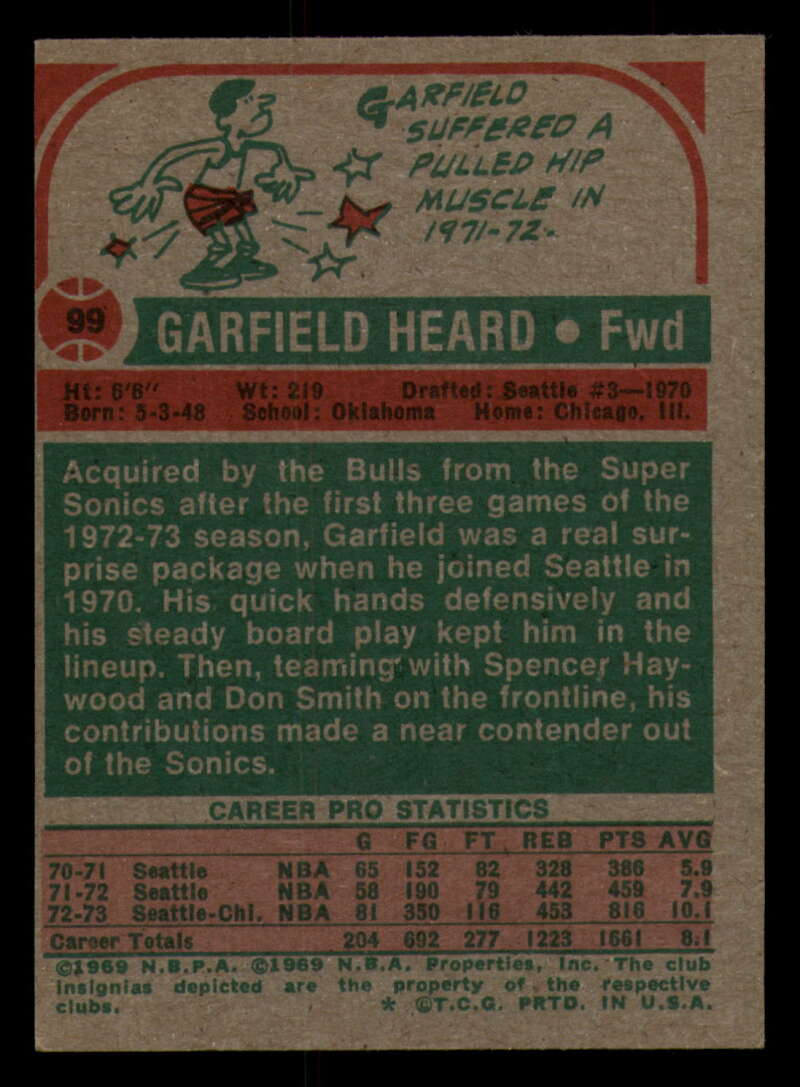 GARFIELD
SUFFERED A
PULLED HIP
MUSCLE IN
1971-72.
99
GARFIELD HEARD • Fwd
Ht: 6'6" Wt: 219 Drafted: Seattle #3—1970
Born: 5-3-48 School: Oklahoma Home: Chicago, Ill.
Acquired by the Bulls from the Super
Sonics after the first three games of the
1972-73 season, Garfield was a real sur-
prise package when he joined Seattle in
1970. His quick hands defensively and
his steady board play kept him in the
lineup. Then, teaming with Spencer Hay-
wood and Don Smith on the frontline, his
contributions made a near contender out
of the Sonics.
CAREER PRO STATISTICS
G FG FT REB PTS AVG
70-71 Seattle NBA 65 152 82 328 386 5.9
71-72 Seattle NBA 58 190 79 442 459 7.9
72-73 Seattle-Chi. NBA 81 350 116 453 816 10.1
Career Totals 204 692 277 1223 1661 8.1
©1969 N.B.P.A. ©1969 N.B.A. Properties, Inc. The club
insignias depicted are the property of the respective
clubs. * ©T.C.G. PRTD. IN U.S.A.